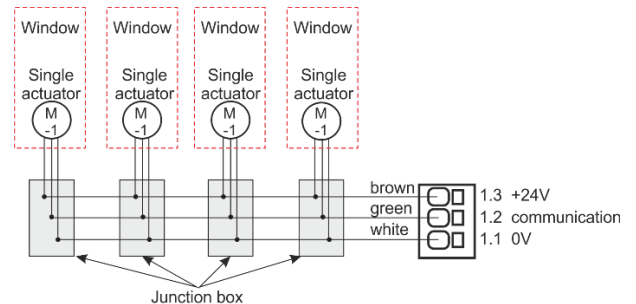 Window Window Window Window
Single Single Single Single
actuator actuator actuator actuator
M M M M
-1 -1 -1 -1
brown 1.3 +24V
green 1.2 communication
white 1.1 0V
Junction box